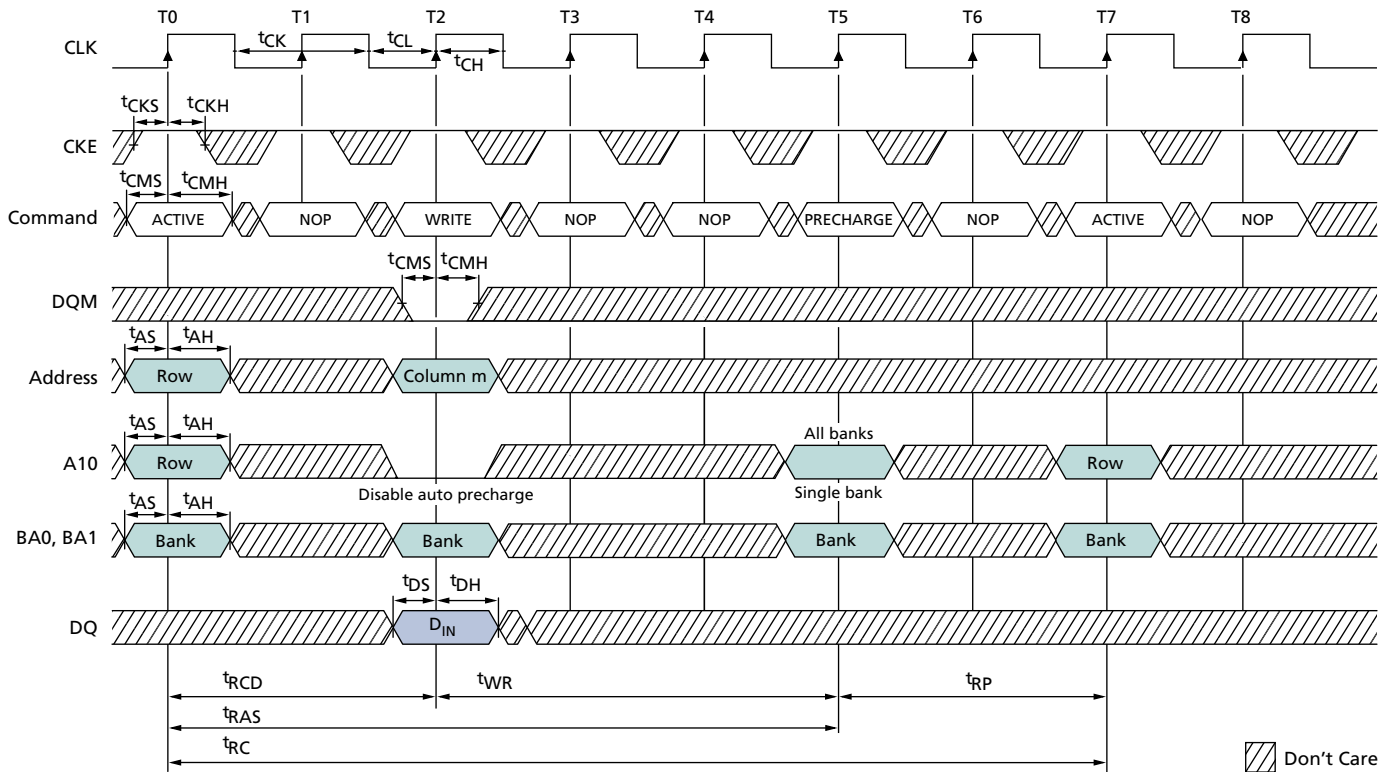 T0 T1 T2 T3 T4 T5 T6 T7 T8
CLK
tCK tCL
tCH
tCKS tCKH
CKE
tCMS tCMH
Command ACTIVE NOP WRITE NOP NOP PRECHARGE NOP ACTIVE NOP
tCMS tCMH
DQM
tAS tAH
Address Row Column m
tAS tAH All banks
A10 Row Row
Disable auto precharge Single bank
tAS tAH
BA0, BA1 Bank Bank Bank Bank
tDS tDH
DQ DIN
tRCD tWR tRP
tRAS
tRC
Don't Care